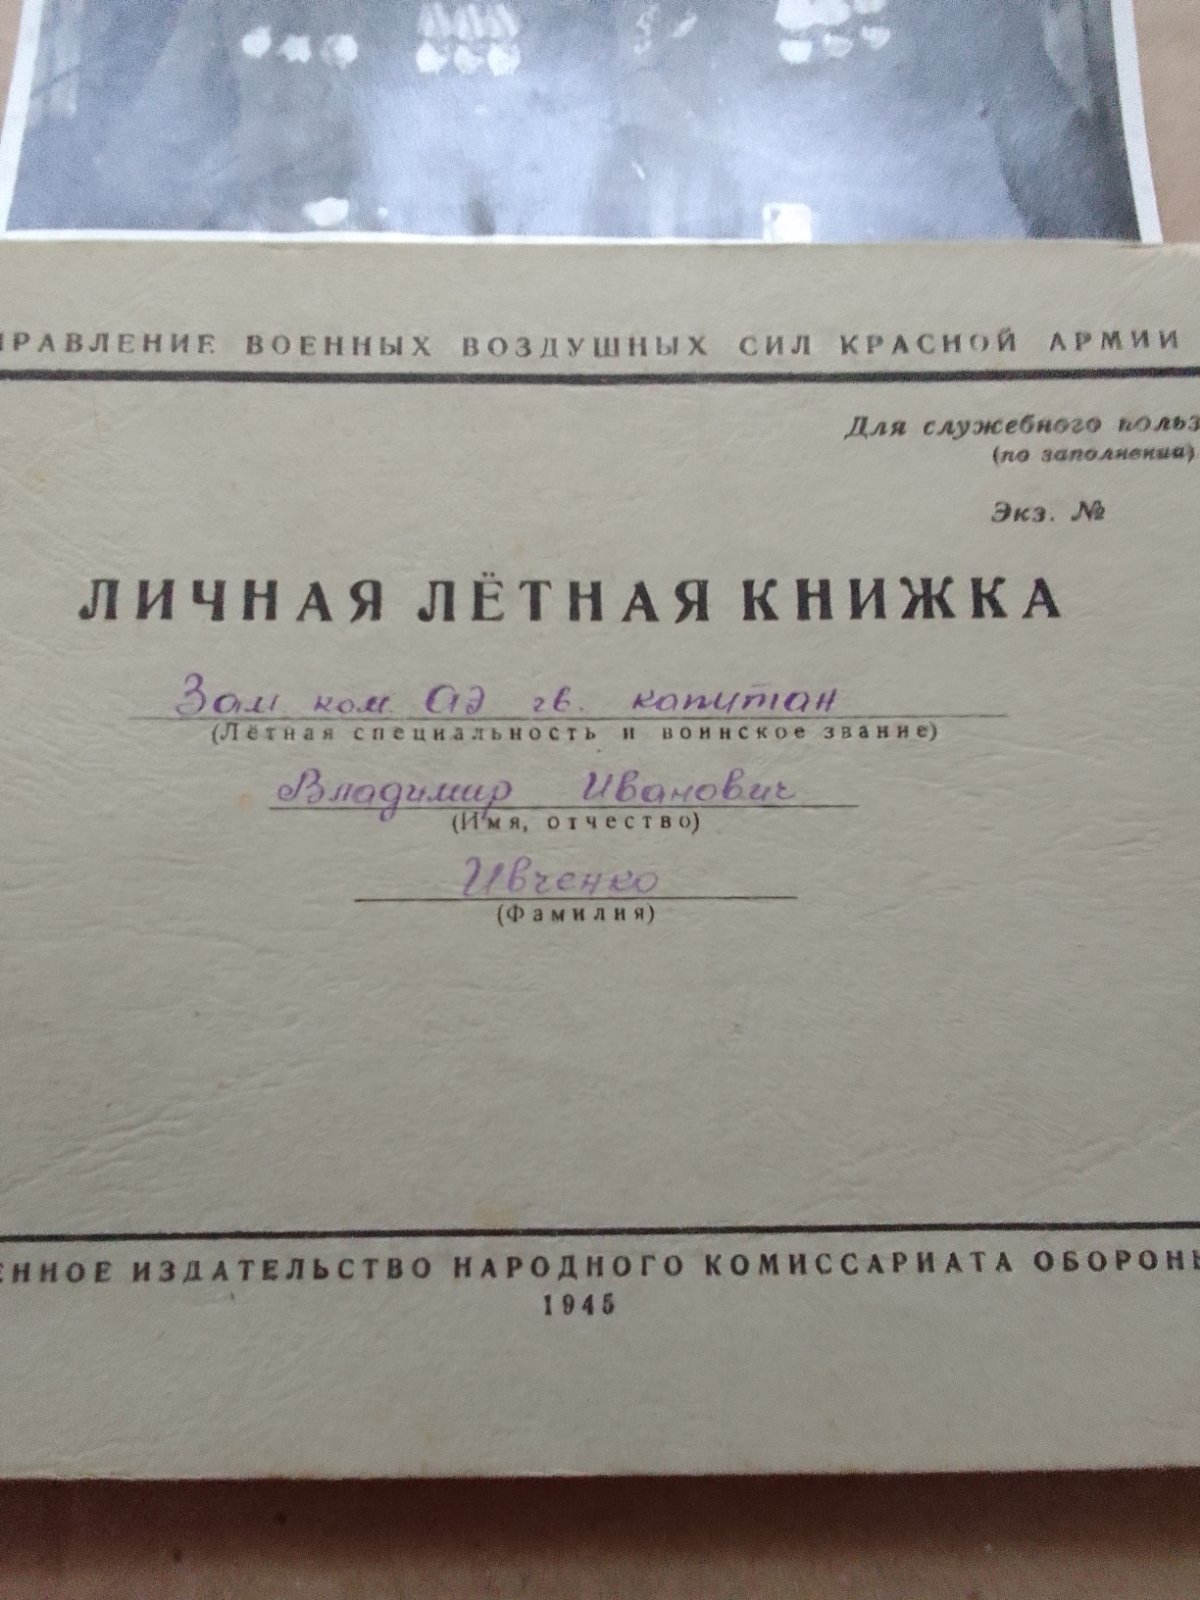 ПРАВЛЕНИЕ ВОЕННЫХ ВОЗДУШНЫХ СИЛ КРАСНОЙ АРМИИ
Для служебного польз
(по заполнении)
Экз. №
ЛИЧНАЯ ЛЁТНАЯ КНИЖКА
Зам. ком. АЭ гв. капитан
(Лётная специальность и воинское звание)
Владимир Иванович
(Имя, отчество)
Ивченко
(Фамилия)
ЕННОЕ ИЗДАТЕЛЬСТВО НАРОДНОГО КОМИССАРИАТА ОБОРОНЫ
1945